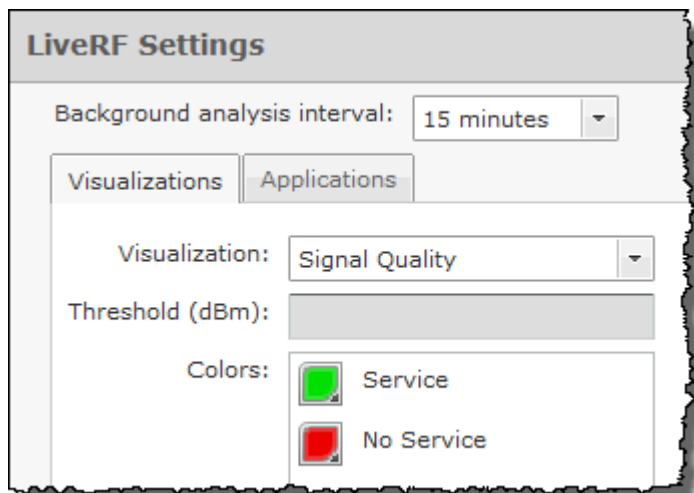 LiveRF Settings
Background analysis interval: 15 minutes
Visualizations Applications
Visualization: Signal Quality
Threshold (dBm):
Colors: Service
No Service